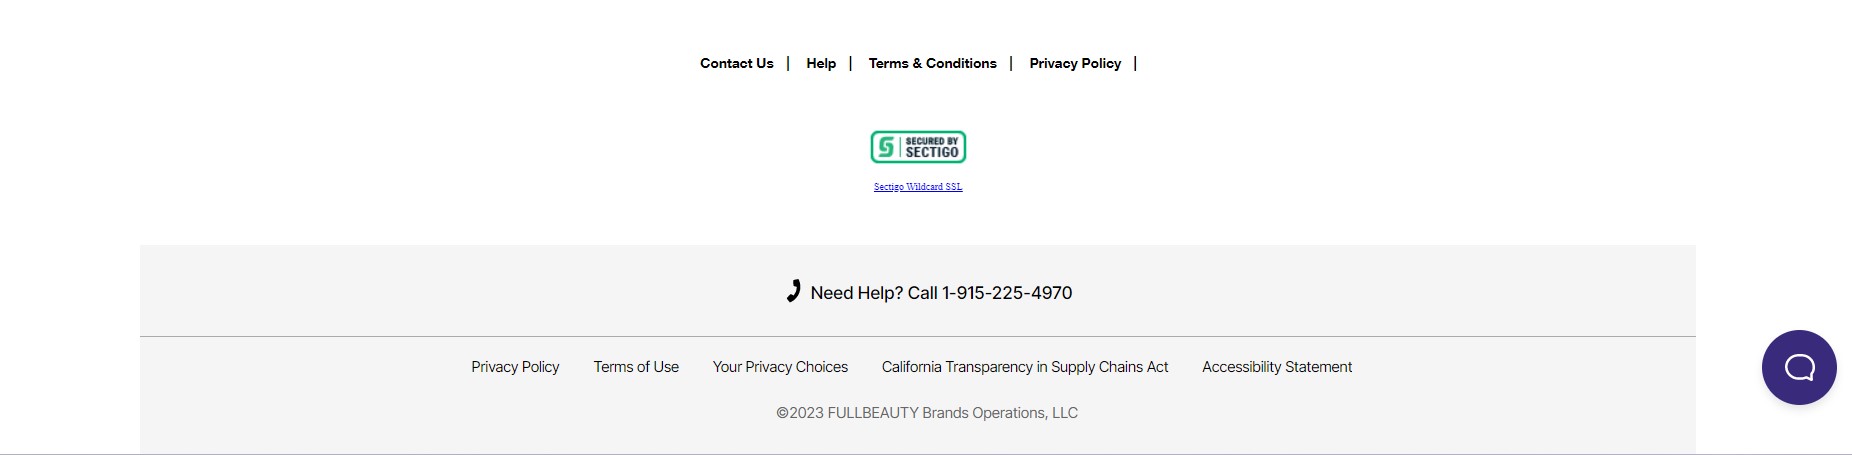 Contact Us | Help | Terms & Conditions | Privacy Policy |
SECURED BY
SECTIGO
Sectigo Wildcard SSL
Need Help? Call 1-915-225-4970
Privacy Policy Terms of Use Your Privacy Choices California Transparency in Supply Chains Act Accessibility Statement
©2023 FULLBEAUTY Brands Operations, LLC